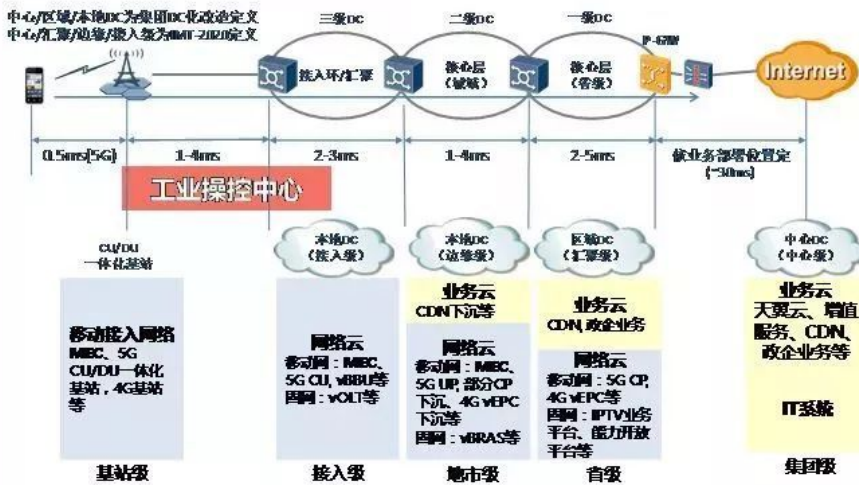 中心/区域/本地DC为集团DC化改造定义
中心/汇聚/边缘/接入级为IMT-2020定义
三级DC
二级DC
一级DC
接入环/汇聚
核心层
(城域)
核心层
(省级)
Internet
0.5ms(5G)
1-4ms
2-3ms
1-4ms
2-5ms
依业务部署位置定
(~30ms)
工业操控中心
CU/DU
一体化基站
本地DC
(接入级)
本地DC
(边缘级)
区域DC
(汇聚级)
中心DC
(中心级)
移动接入网络
MEC、5G
CU/DU一体化
基站，4G基站
等
网络云
移动网：MEC、
5G CU, vBBU等
固网：vOLT等
业务云
CDN下沉等
网络云
移动网：MEC、
5G UP, 部分CP
下沉、4G vEPC
下沉等
固网：vBRAS等
业务云
CDN, 政企业务
网络云
移动网：5G CP,
4G vEPC等
固网：IPTV业务
平台、能力开放
平台等
业务云
天翼云、增值
服务、CDN、
政企业务等
IT系统
基站级
接入级
地市级
省级
集团级